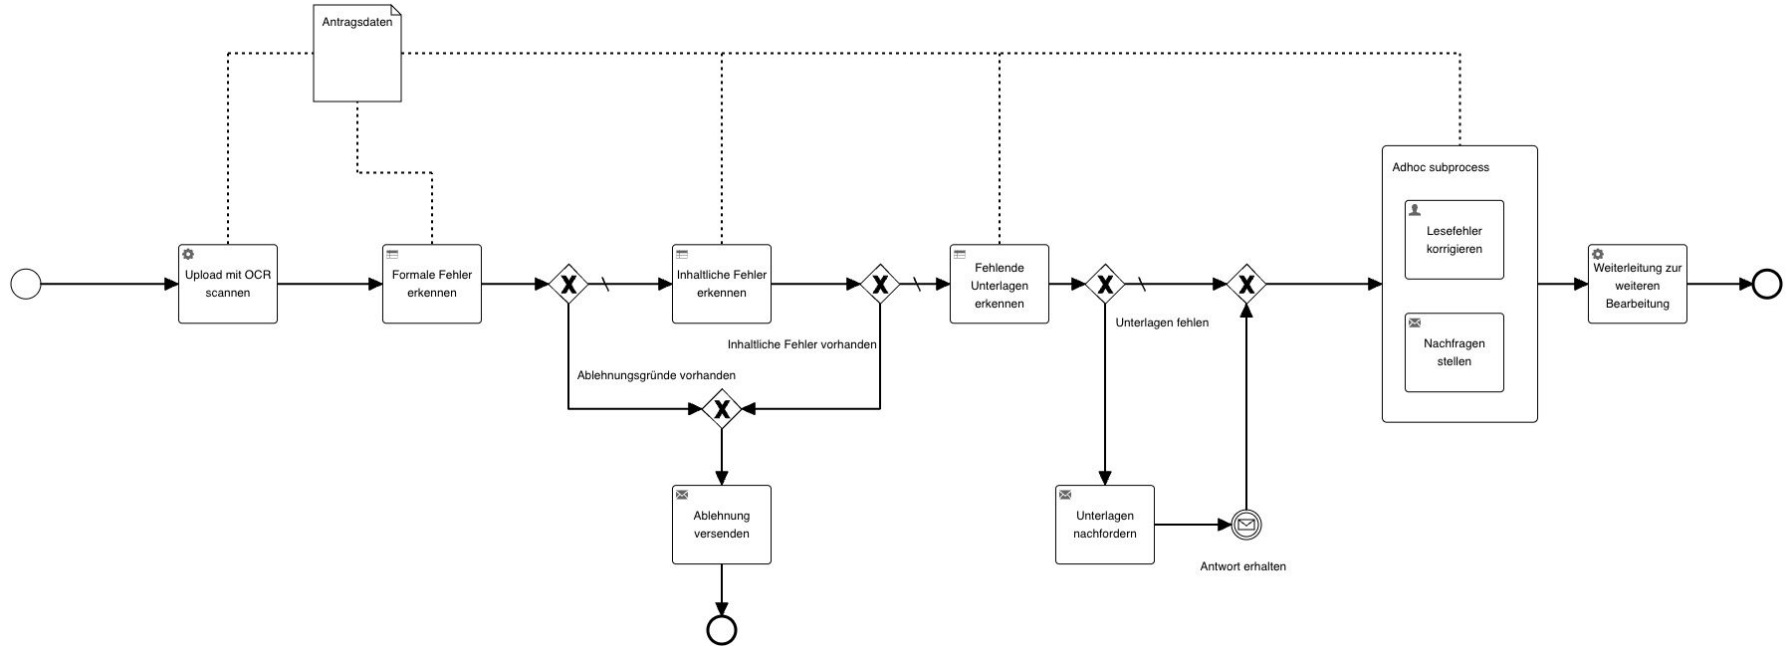 Antragsdaten
Adhoc subprocess
Lesefehler
korrigieren
Upload mit OCR
scannen
Formale Fehler
erkennen
Inhaltliche Fehler
erkennen
Fehlende
Unterlagen
erkennen
Weiterleitung zur
weiteren
Bearbeitung
Unterlagen fehlen
Inhaltliche Fehler vorhanden
Nachfragen
stellen
Ablehnungsgründe vorhanden
Ablehnung
versenden
Unterlagen
nachfordern
Antwort erhalten